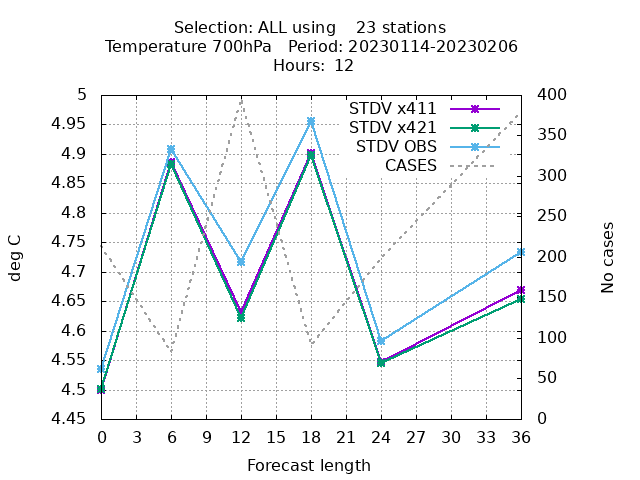 Selection: ALL using    23 stations
Temperature 700hPa   Period: 20230114-20230206
Hours:  12
STDV x411
STDV x421
STDV OBS
CASES
5
4.95
4.9
4.85
4.8
4.75
4.7
4.65
4.6
4.55
4.5
4.45
deg C
400
350
300
250
200
150
100
50
0
No cases
0 3 6 9 12 15 18 21 24 27 30 33 36
Forecast length